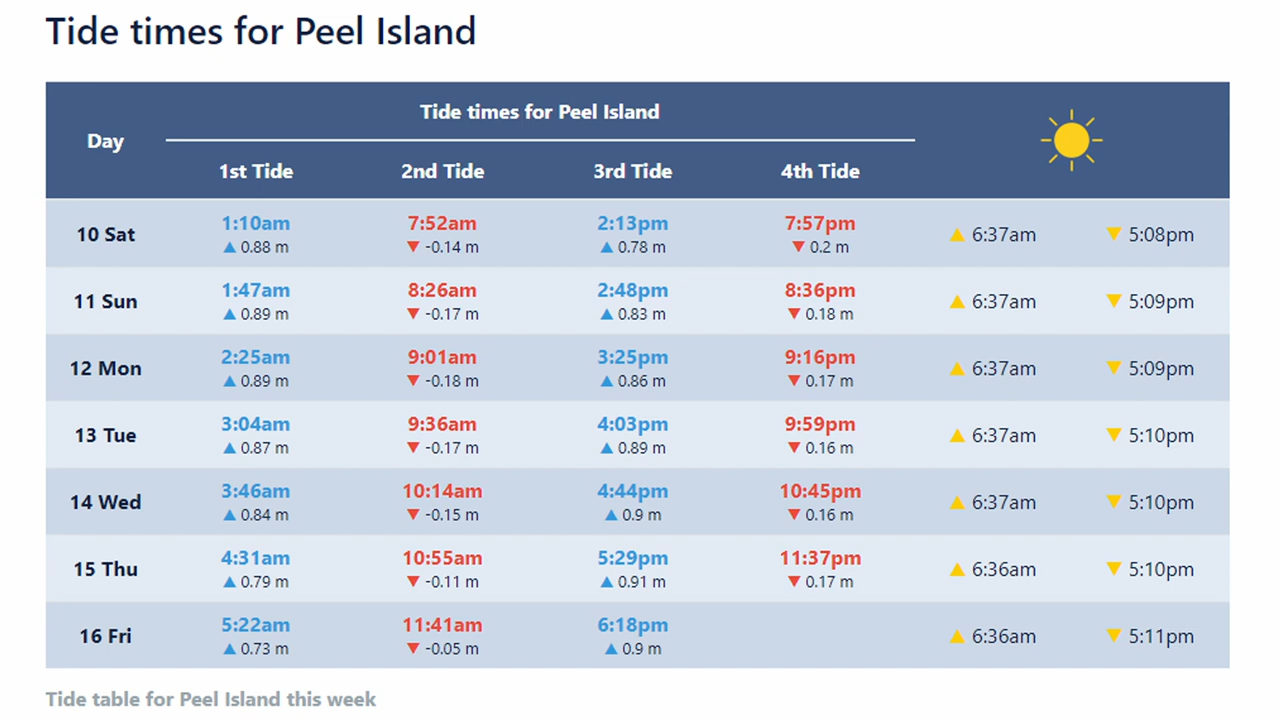 Tide times for Peel Island
Tide times for Peel Island
Day
1st Tide 2nd Tide 3rd Tide 4th Tide
1:10am 7:52am 2:13pm 7:57pm
10 Sat 6:37am 5:08pm
▲ 0.88 m ▼ -0.14 m ▲ 0.78 m ▼ 0.2 m
1:47am 8:26am 2:48pm 8:36pm
11 Sun 6:37am 5:09pm
▲ 0.89 m ▼ -0.17 m ▲ 0.83 m ▼ 0.18 m
2:25am 9:01am 3:25pm 9:16pm
12 Mon 6:37am 5:09pm
▲ 0.89 m ▼ -0.18 m ▲ 0.86 m ▼ 0.17 m
3:04am 9:36am 4:03pm 9:59pm
13 Tue 6:37am 5:10pm
▲ 0.87 m ▼ -0.17 m ▲ 0.89 m ▼ 0.16 m
3:46am 10:14am 4:44pm 10:45pm
14 Wed 6:37am 5:10pm
▲ 0.84 m ▼ -0.15 m ▲ 0.9 m ▼ 0.16 m
4:31am 10:55am 5:29pm 11:37pm
15 Thu 6:36am 5:10pm
▲ 0.79 m ▼ -0.11 m ▲ 0.91 m ▼ 0.17 m
5:22am 11:41am 6:18pm
16 Fri 6:36am 5:11pm
▲ 0.73 m ▼ -0.05 m ▲ 0.9 m
Tide table for Peel Island this week